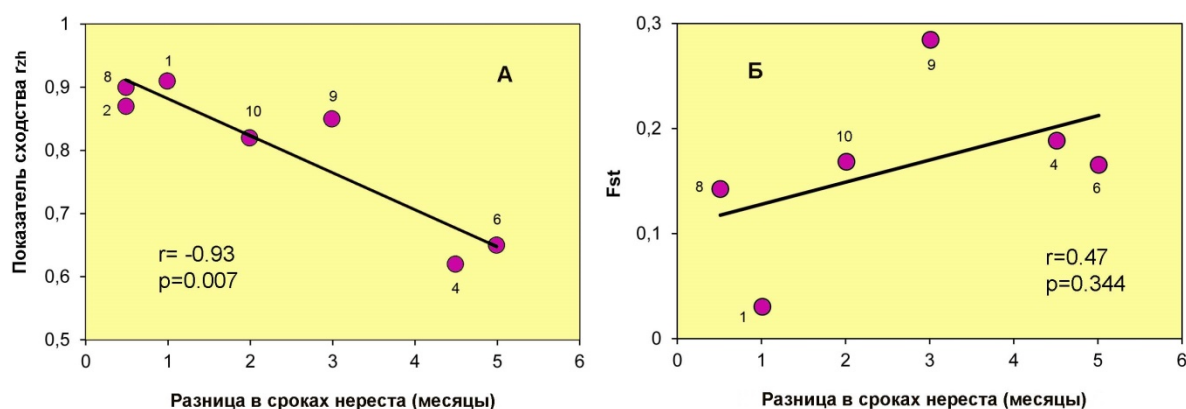 1
0,9
0,8
0,7
0,6
0,5
Показатель сходства rzh
А
8
2
1
10
9
4
6
r= -0.93
p=0.007
0 1 2 3 4 5 6
Разница в сроках нереста (месяцы)
0,3
0,2
0,1
0
Fst
Б
8
1
10
9
4
6
r=0.47
p=0.344
0 1 2 3 4 5 6
Разница в сроках нереста (месяцы)